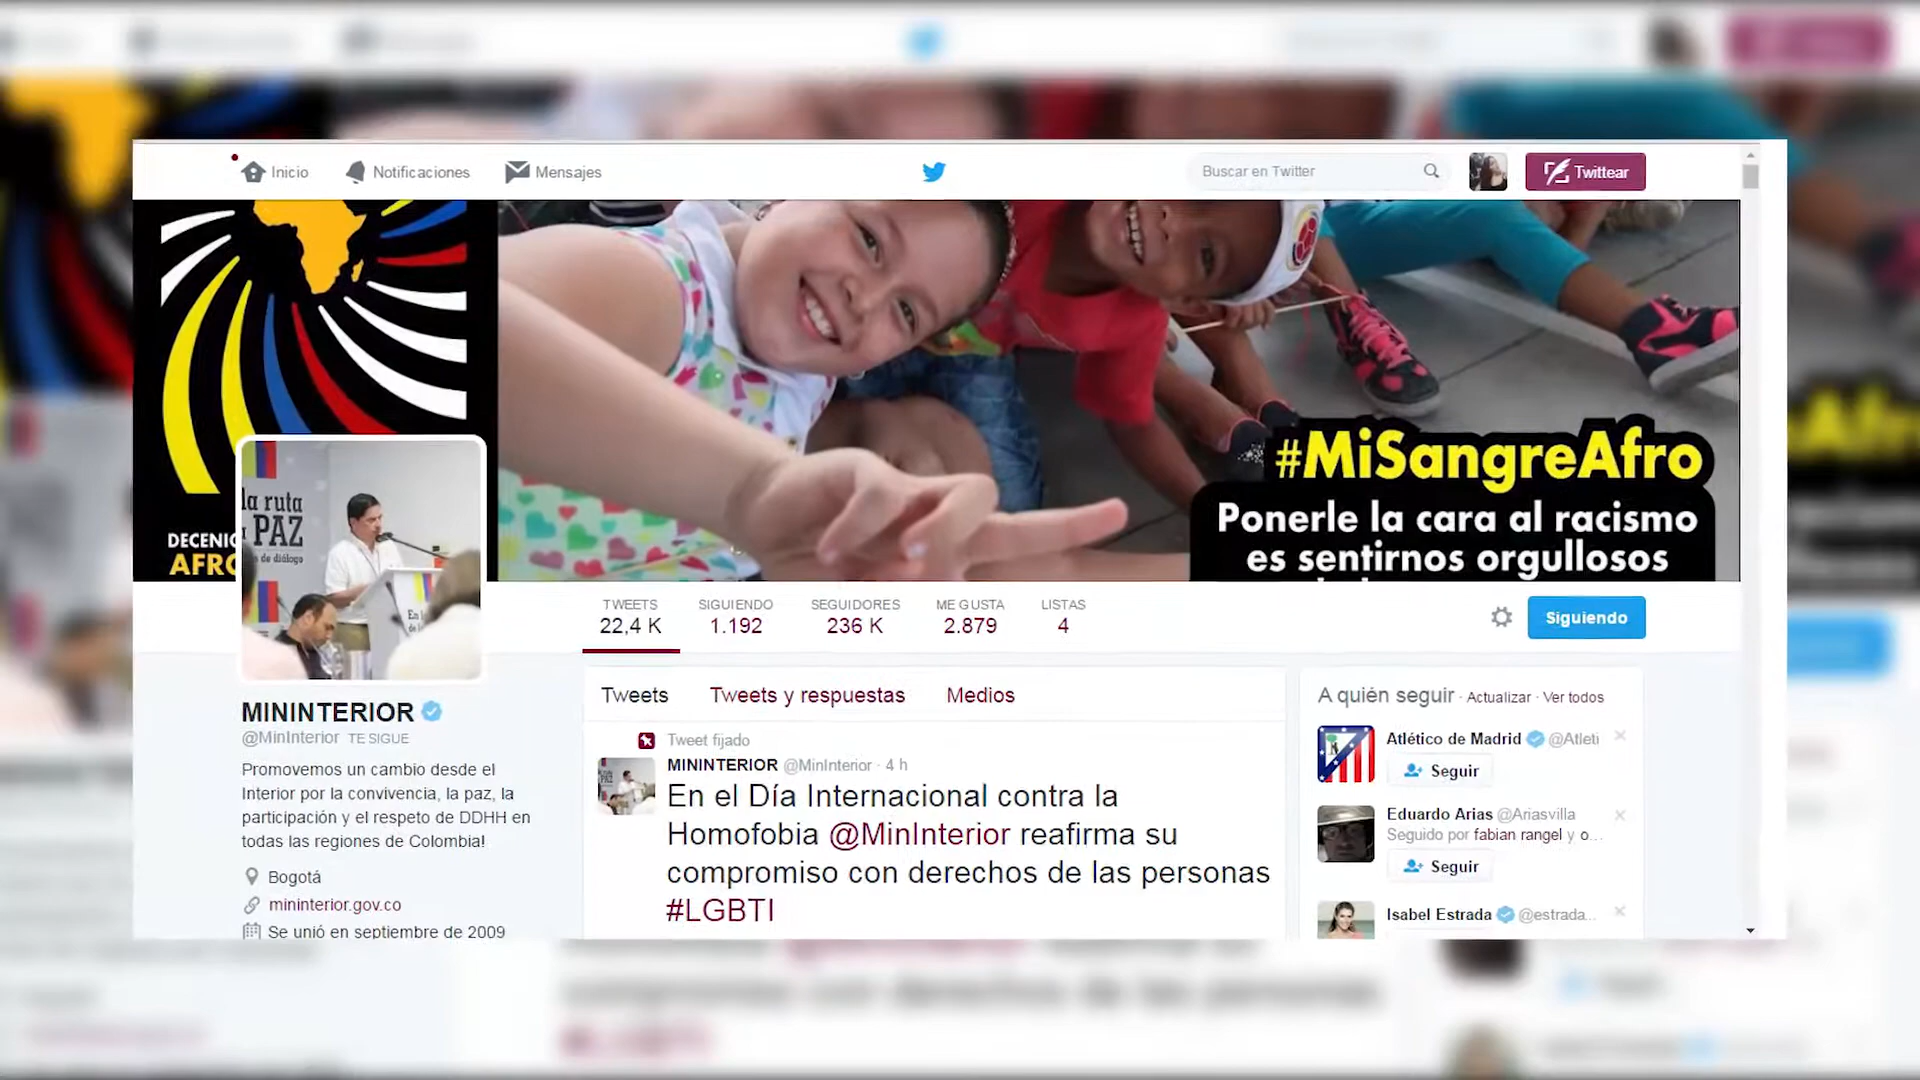 Inicio
Notificaciones
Mensajes
Buscar en Twitter
Twittear
DECENIO
AFRO
la ruta
PAZ
s de diálogo
#MiSangreAfro
Ponerle la cara al racismo
es sentirnos orgullosos
TWEETS
22,4 K
SIGUIENDO
1.192
SEGUIDORES
236 K
ME GUSTA
2.879
LISTAS
4
Siguiendo
MININTERIOR
@MinInterior TE SIGUE
Promovemos un cambio desde el
Interior por la convivencia, la paz, la
participación y el respeto de DDHH en
todas las regiones de Colombia!
Bogotá
mininterior.gov.co
Se unió en septiembre de 2009
Tweets
Tweets y respuestas
Medios
Tweet fijado
MININTERIOR @MinInterior · 4 h
En el Día Internacional contra la
Homofobia @MinInterior reafirma su
compromiso con derechos de las personas
#LGBTI
A quién seguir · Actualizar · Ver todos
Atlético de Madrid @Atleti
Seguir
Eduardo Arias @Ariasvilla
Seguido por fabian rangel y o...
Seguir
Isabel Estrada @estrada...